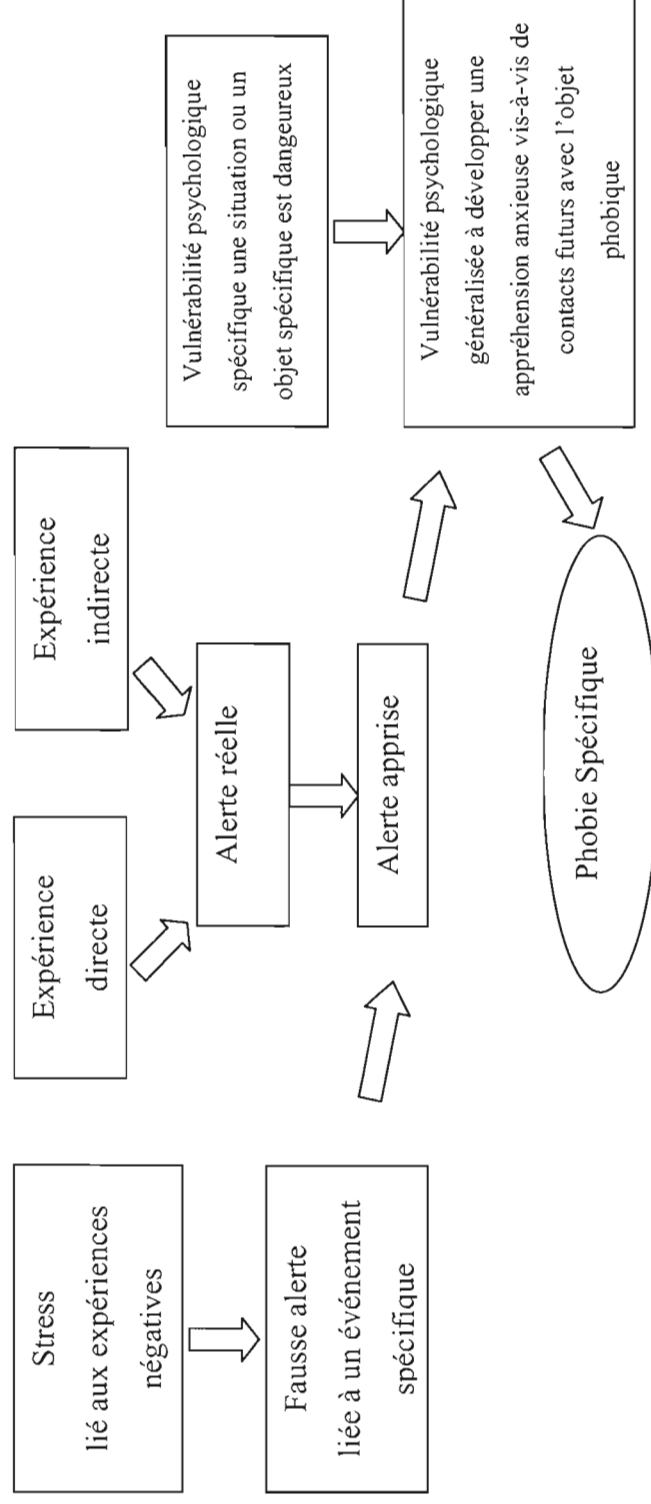 Stress
lié aux expériences
négatives
Fausse alerte
liée à un événement
spécifique
Expérience
directe
Expérience
indirecte
Alerte réelle
Alerte apprise
Vulnérabilité psychologique
spécifique une situation ou un
objet spécifique est dangeureux
Vulnérabilité psychologique
généralisée à développer une
appréhension anxieuse vis-à-vis de
contacts futurs avec l'objet
phobique
Phobie Spécifique